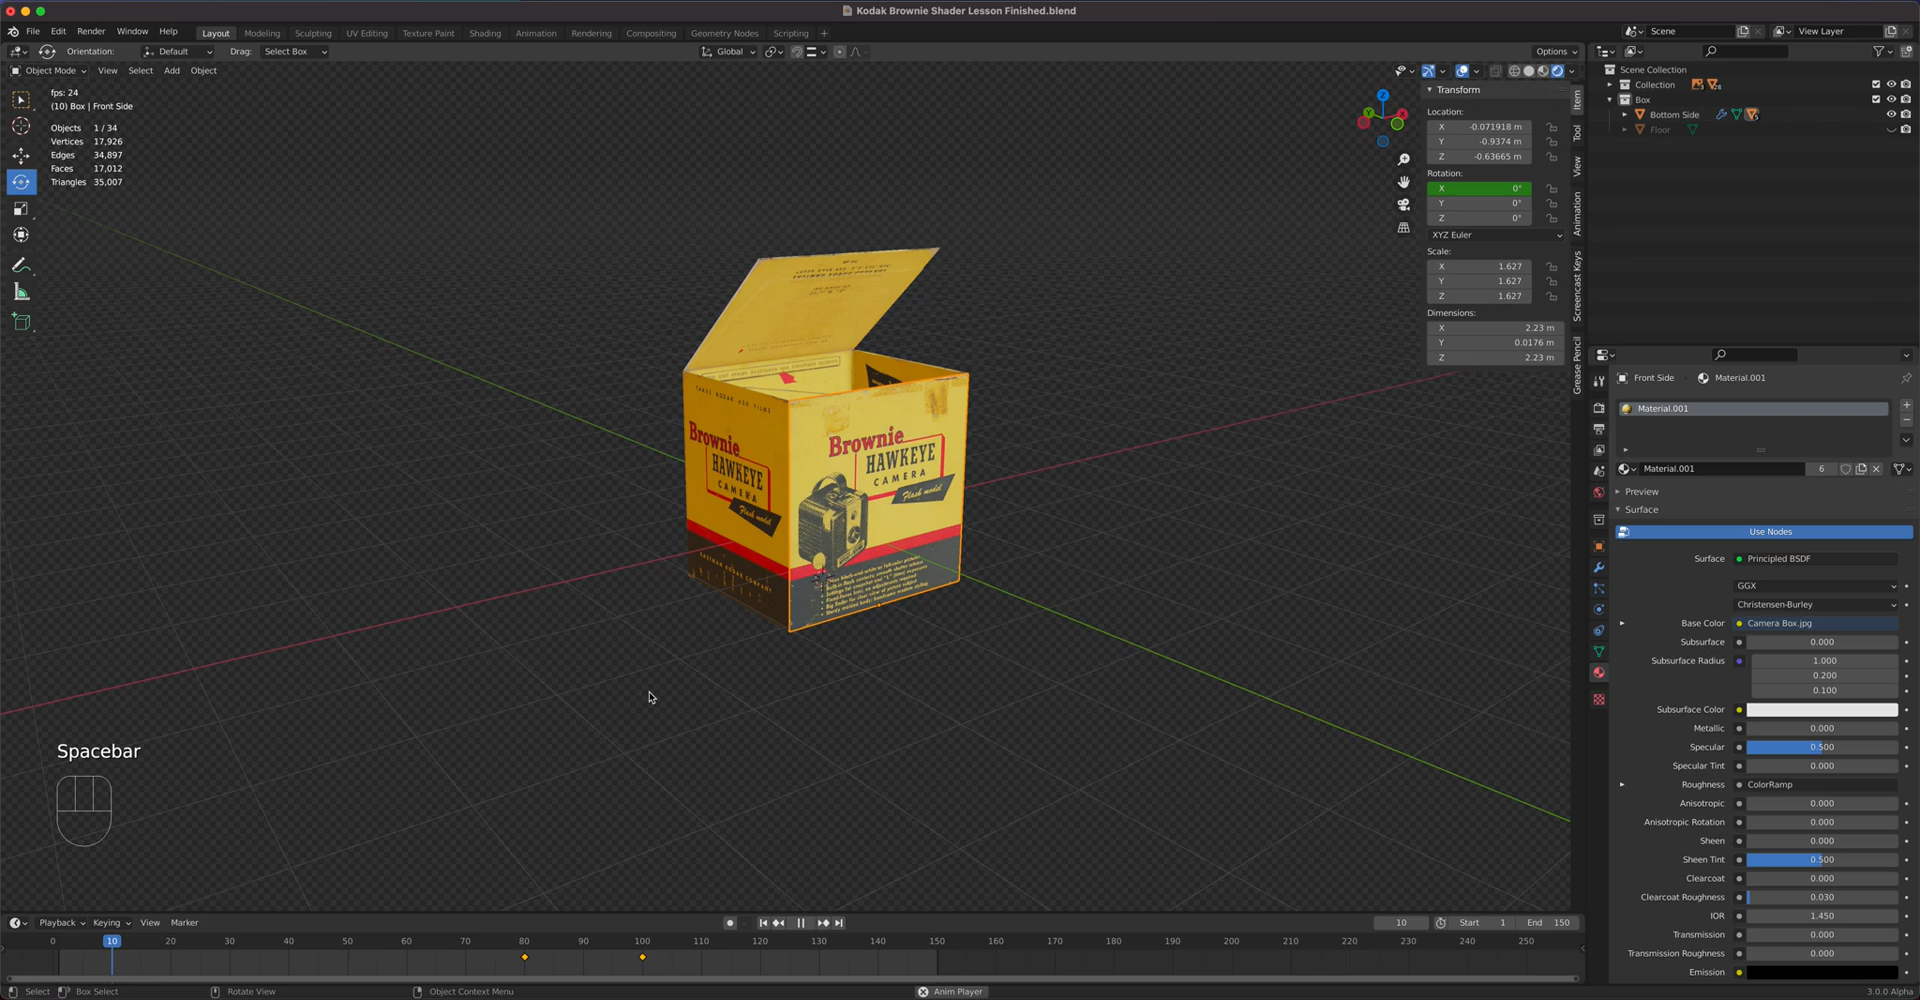 Kodak Brownie Shader Lesson Finished.blend
File Edit Render Window Help Layout Modeling Sculpting UV Editing Texture Paint Shading Animation Rendering Compositing Geometry Nodes Scripting + Scene View Layer
Orientation: Default Drag: Select Box Global Options
Object Mode View Select Add Object
fps: 24
(10) Box | Front Side
Objects 1 / 34
Vertices 17,926
Edges 34,897
Faces 17,012
Triangles 35,007
Transform
Location:
X -0.071918 m
Y -0.9374 m
Z -0.63665 m
Rotation:
X 0°
Y 0°
Z 0°
XYZ Euler
Scale:
X 1.627
Y 1.627
Z 1.627
Dimensions:
X 2.23 m
Y 0.0176 m
Z 2.23 m
Item
Tool
View
Animation
Screencast Keys
Grease Pencil
Scene Collection
Collection
Box
Bottom Side
Floor
Front Side Material.001
Material.001
Material.001 6
Preview
Surface
Use Nodes
Surface Principled BSDF
GGX
Christensen-Burley
Base Color Camera Box.jpg
Subsurface 0.000
Subsurface Radius 1.000
0.200
0.100
Subsurface Color
Metallic 0.000
Specular 0.500
Specular Tint 0.000
Roughness ColorRamp
Anisotropic 0.000
Anisotropic Rotation 0.000
Sheen 0.000
Sheen Tint 0.500
Clearcoat 0.000
Clearcoat Roughness 0.030
IOR 1.450
Transmission 0.000
Transmission Roughness 0.000
Emission
TAKES KODAK 620 FILMS
Brownie
HAWKEYE
CAMERA
Flash model
EASTMAN KODAK COMPANY
Brownie
HAWKEYE
CAMERA
Flash model
Spacebar
Playback Keying View Marker 10 Start 1 End 150
0 10 20 30 40 50 60 70 80 90 100 110 120 130 140 150 160 170 180 190 200 210 220 230 240 250
Select Box Select Rotate View Object Context Menu Anim Player 3.0.0 Alpha